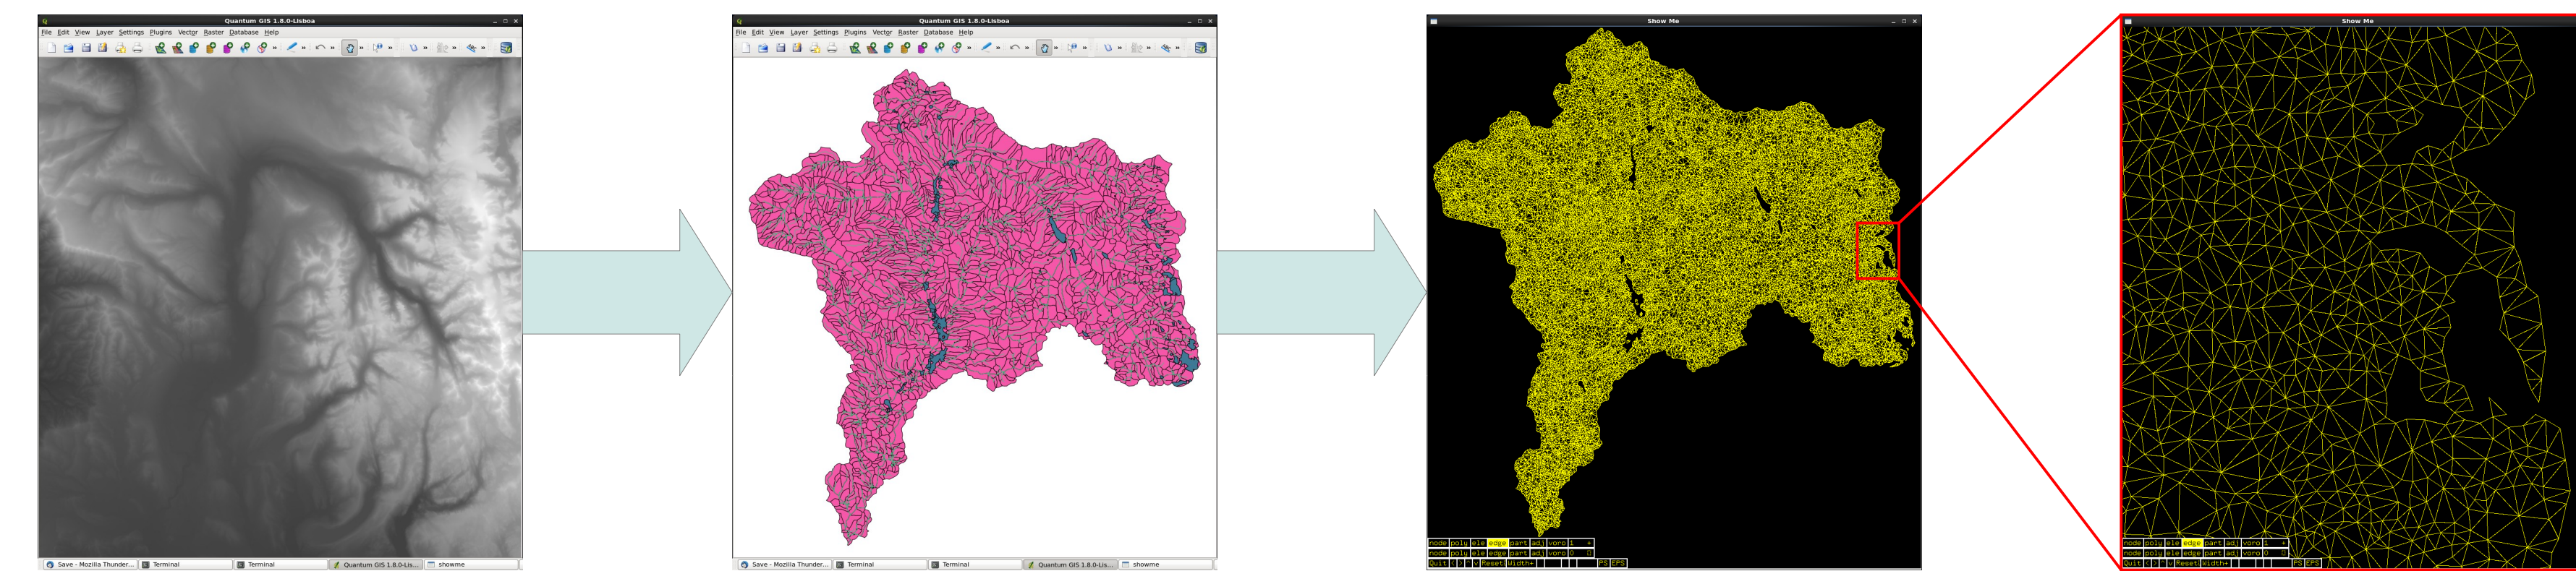 Quantum GIS 1.8.0-Lisboa
File Edit View Layer Settings Plugins Vector Raster Database Help
Save - Mozilla Thunder... Terminal Terminal Quantum GIS 1.8.0-Lis... showme
Quantum GIS 1.8.0-Lisboa
File Edit View Layer Settings Plugins Vector Raster Database Help
Save - Mozilla Thunder... Terminal Terminal Quantum GIS 1.8.0-Lis... showme
Show Me
node poly ele edge part adj voro 1 +
node poly ele edge part adj voro 0
Quit < > ^ v Reset Width+ PS EPS
Show Me
node poly ele edge part adj voro 1 +
node poly ele edge part adj voro 0
Quit < > ^ v Reset Width+ PS EPS